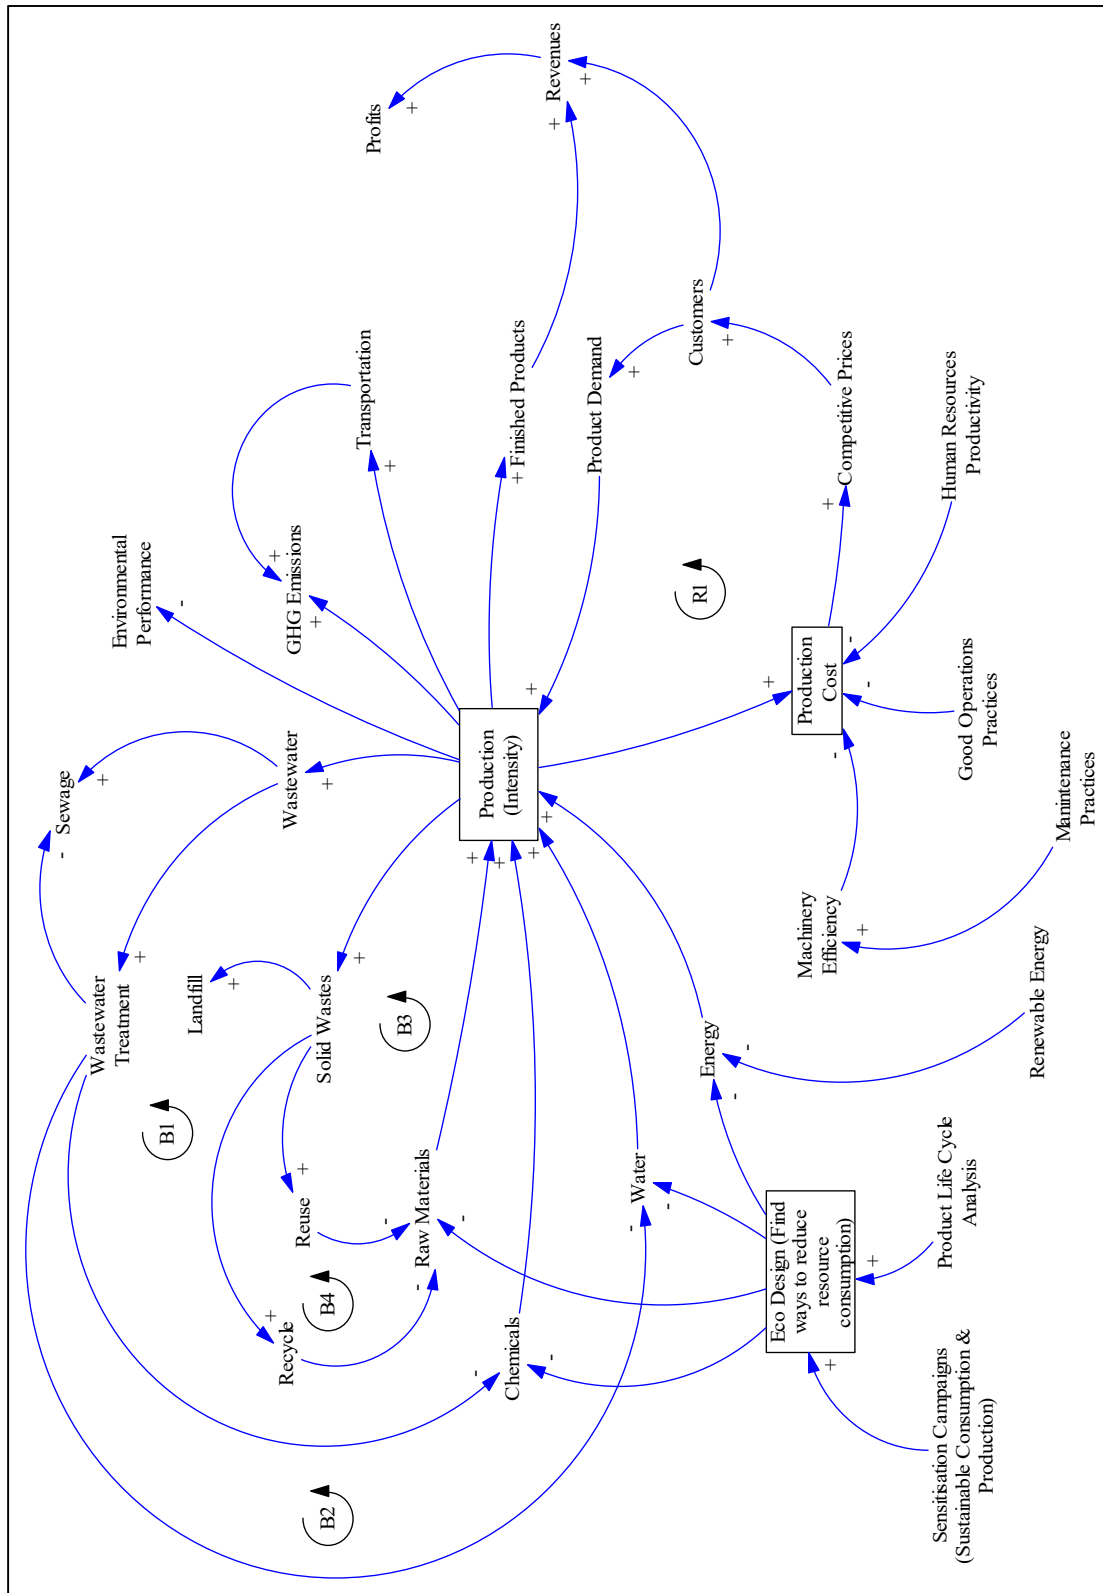 Profits
+
Revenues
+
+
Environmental
Performance
-
Transportation
+
GHG Emissions
+
+
Finished Products
+
Product Demand
+
Customers
+
Competitive Prices
+
Human Resources
Productivity
-
R1
Production
(Intensity)
+
+
+
+
+
Production
Cost
+
-
-
Good Operations
Practices
Sewage
+
-
Wastewater
+
Wastewater
Treatment
+
Landfill
+
Solid Wastes
+
B3
B1
Reuse
+
Recycle
+
B4
Raw Materials
-
-
-
Chemicals
-
-
B2
Water
-
-
Energy
-
-
Machinery
Efficiency
+
Manintenance
Practices
Renewable Energy
Eco Design (Find
ways to reduce
resource
consumption)
+
+
Product Life Cycle
Analysis
Sensitisation Campaigns
(Sustainable Consumption &
Production)